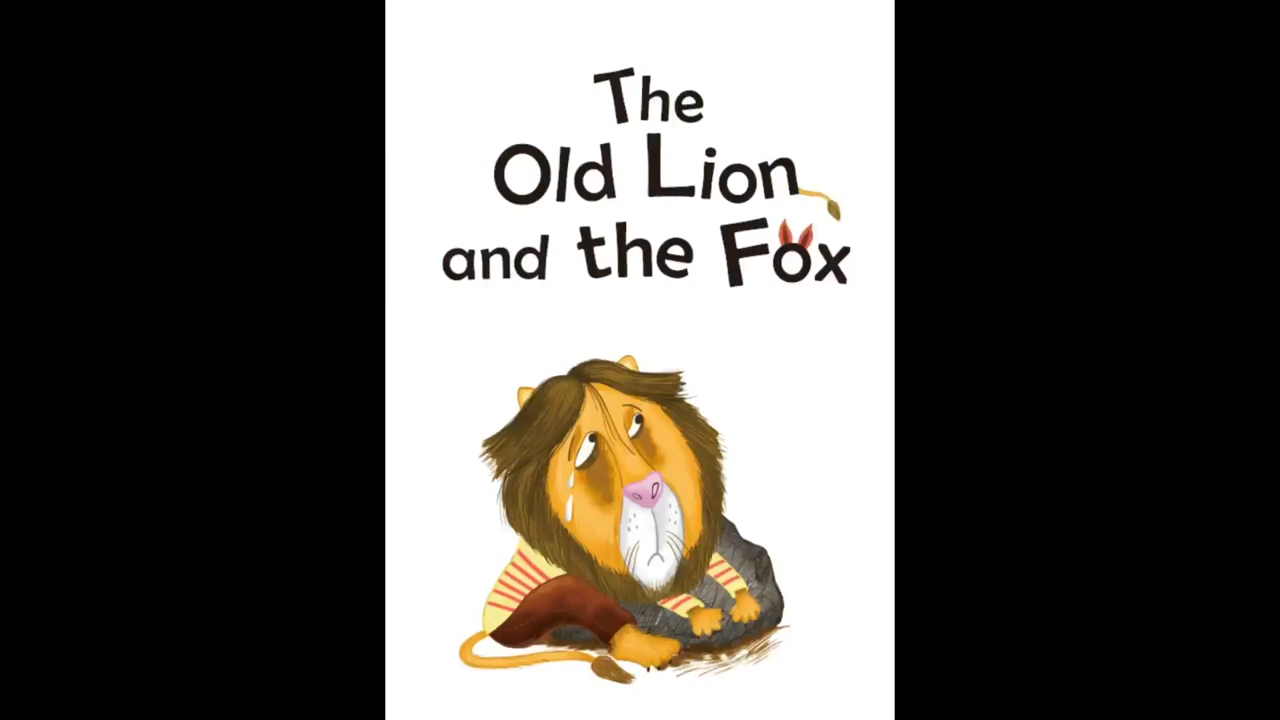 The
Old Lion
and the Fox